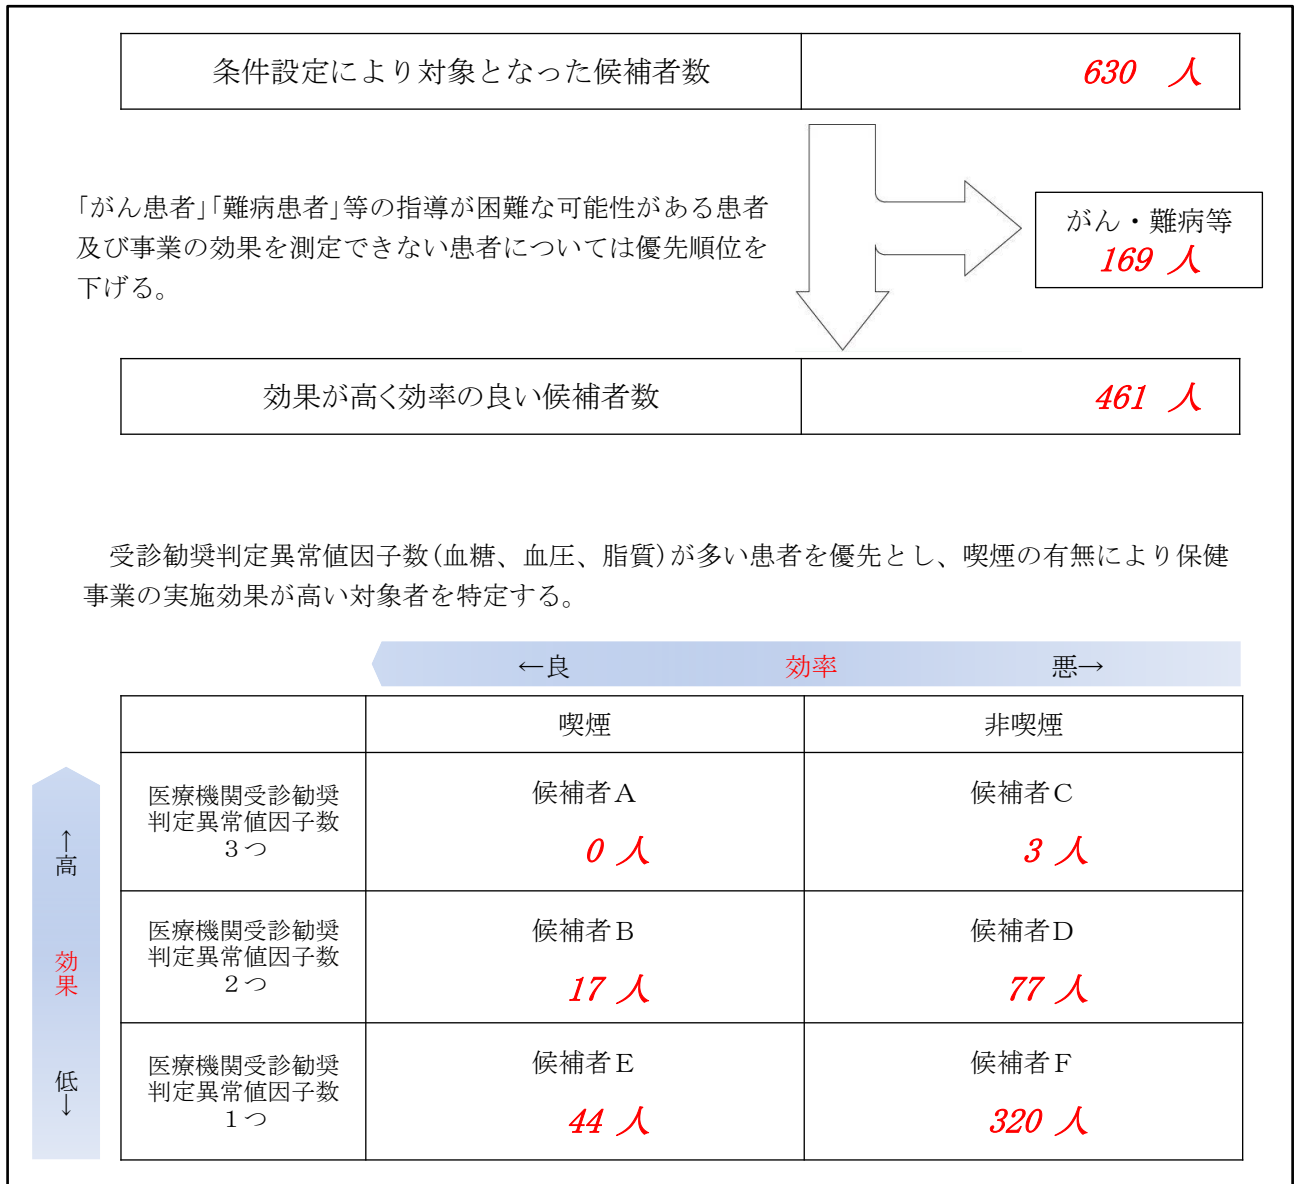 条件設定により対象となった候補者数 630 人
「がん患者」「難病患者」等の指導が困難な可能性がある患者
及び事業の効果を測定できない患者については優先順位を
下げる。
がん・難病等
169 人
効果が高く効率の良い候補者数 461 人
受診勧奨判定異常値因子数(血糖、血圧、脂質)が多い患者を優先とし、喫煙の有無により保健
事業の実施効果が高い対象者を特定する。
←良 効率 悪→
喫煙 非喫煙
↑高 効果 低↓
医療機関受診勧奨
判定異常値因子数
3つ
候補者A
0 人
候補者C
3 人
医療機関受診勧奨
判定異常値因子数
2つ
候補者B
17 人
候補者D
77 人
医療機関受診勧奨
判定異常値因子数
1つ
候補者E
44 人
候補者F
320 人